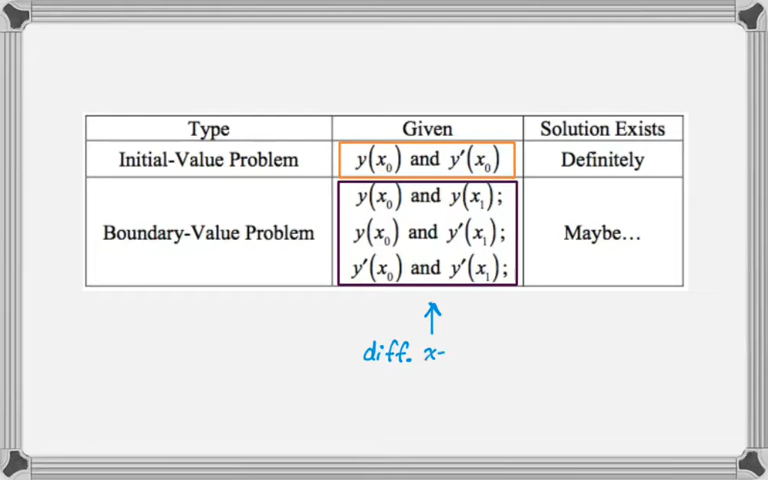 Type Given Solution Exists
Initial-Value Problem y(x₀) and y′(x₀) Definitely
y(x₀) and y(x₁);
Boundary-Value Problem y(x₀) and y′(x₁); Maybe...
y′(x₀) and y′(x₁);
diff. x-